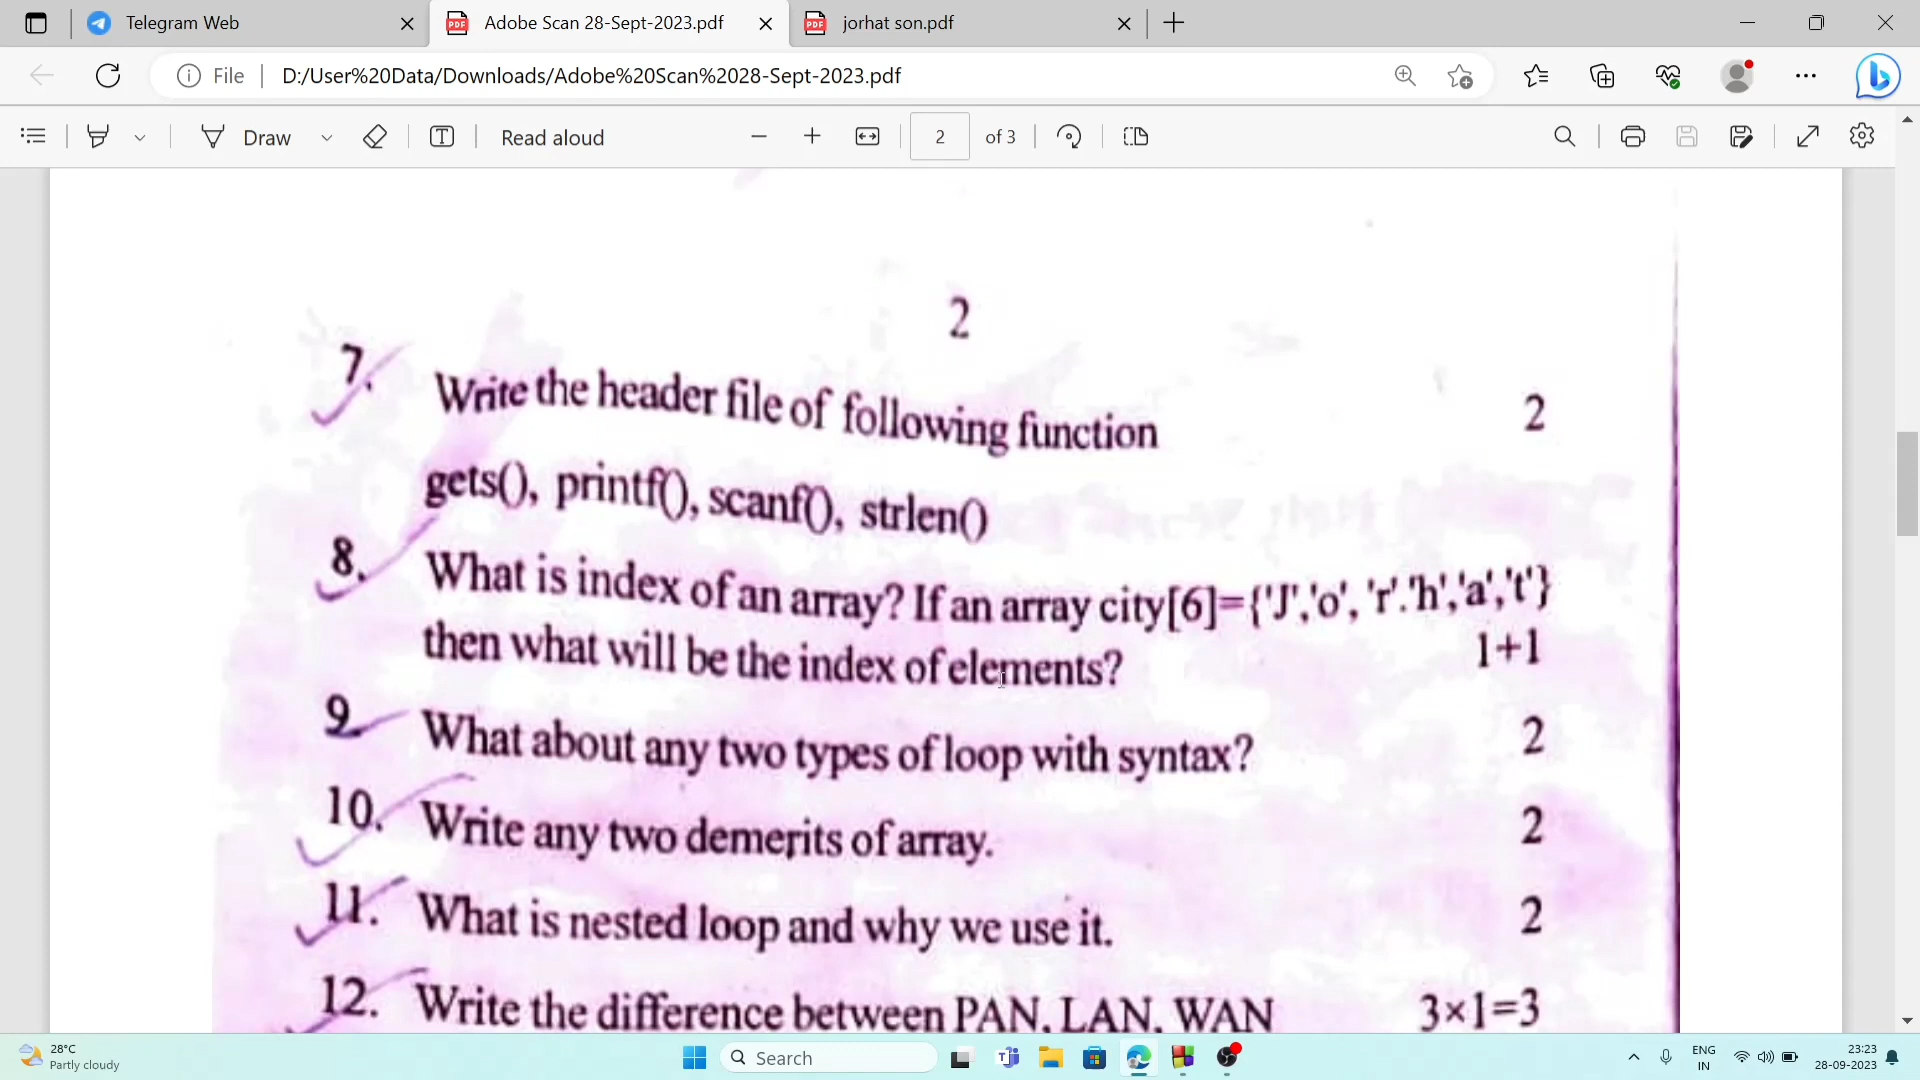 Telegram Web
Adobe Scan 28-Sept-2023.pdf
jorhat son.pdf
File
D:/User%20Data/Downloads/Adobe%20Scan%2028-Sept-2023.pdf
Draw
Read aloud
2 of 3
2
7. Write the header file of following function 2
gets(), printf(), scanf(), strlen()
8. What is index of an array? If an array city[6]={'J','o', 'r'.'h','a','t'}
then what will be the index of elements? 1+1
9. What about any two types of loop with syntax? 2
10. Write any two demerits of array. 2
11. What is nested loop and why we use it. 2
12. Write the difference between PAN, LAN, WAN 3×1=3
28°C
Partly cloudy
Search
ENG
IN
23:23
28-09-2023